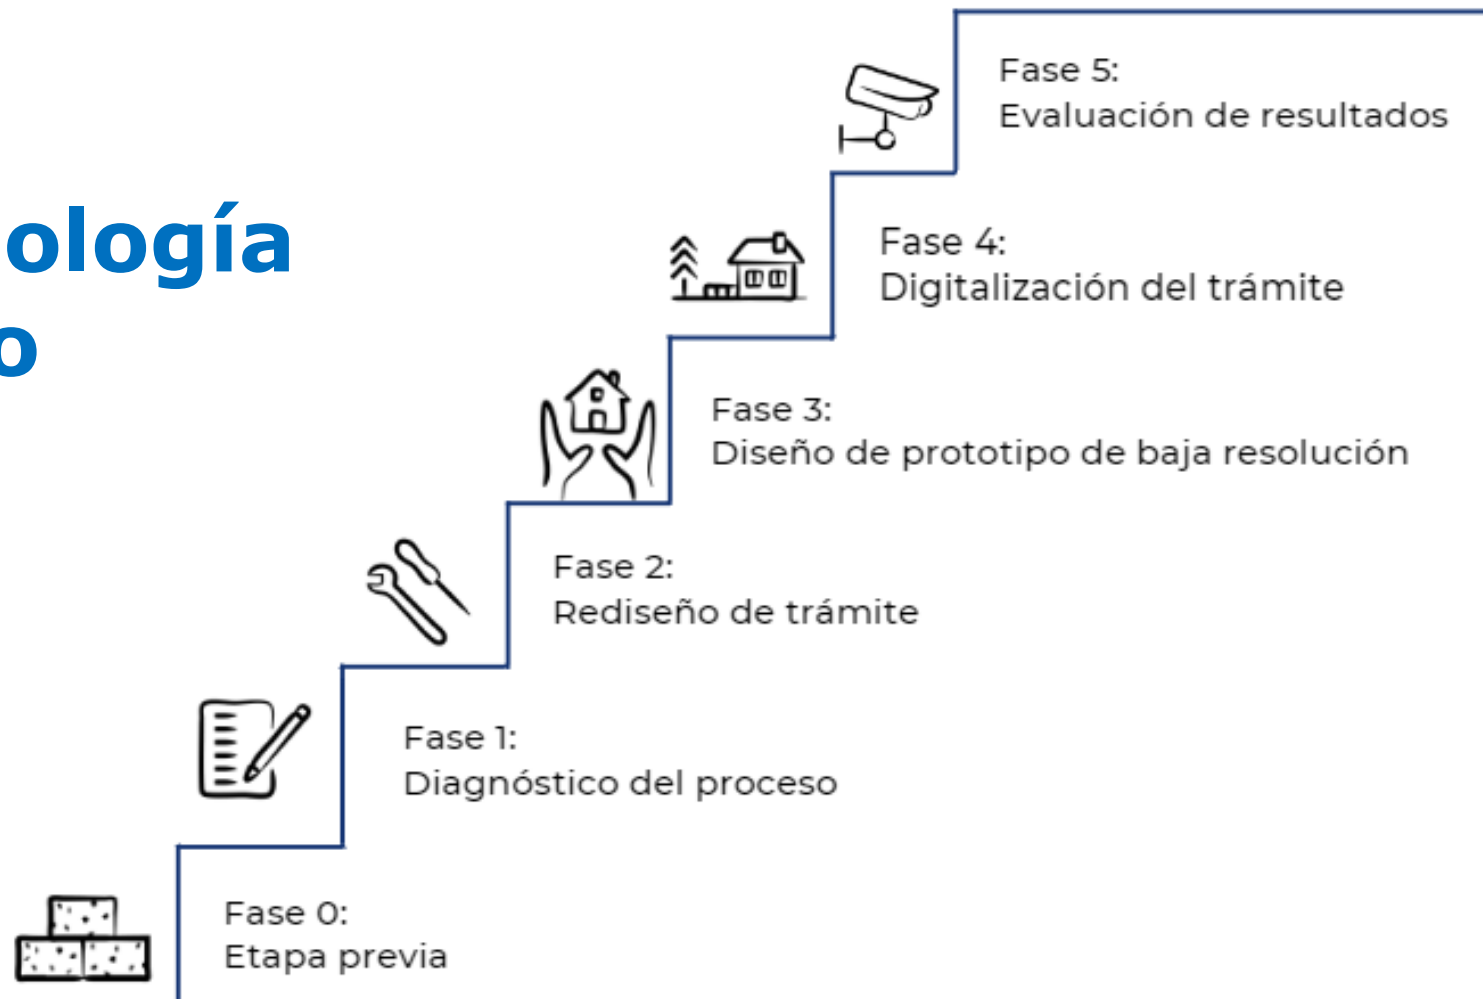 ología
o
Fase 5:
Evaluación de resultados
Fase 4:
Digitalización del trámite
Fase 3:
Diseño de prototipo de baja resolución
Fase 2:
Rediseño de trámite
Fase 1:
Diagnóstico del proceso
Fase 0:
Etapa previa